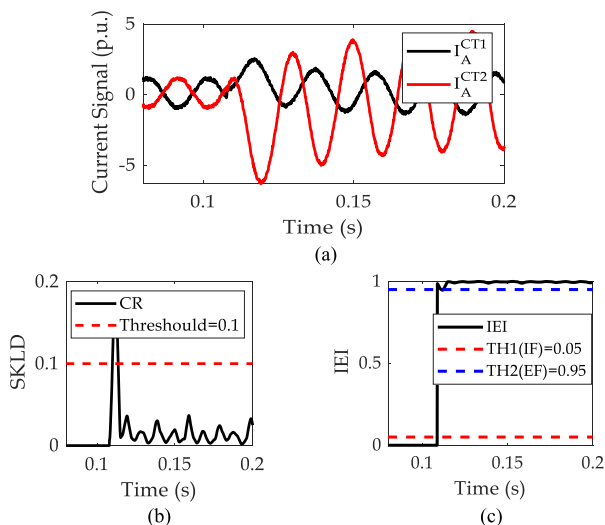 Current Signal (p.u.)
5
0
-5
I_A^CT1
I_A^CT2
0.1
0.15
0.2
Time (s)
(a)
SKLD
0.2
0.1
0
CR
Threshould=0.1
0.1
0.15
0.2
Time (s)
(b)
IEI
1
0.5
0
IEI
TH1(IF)=0.05
TH2(EF)=0.95
0.1
0.15
0.2
Time (s)
(c)